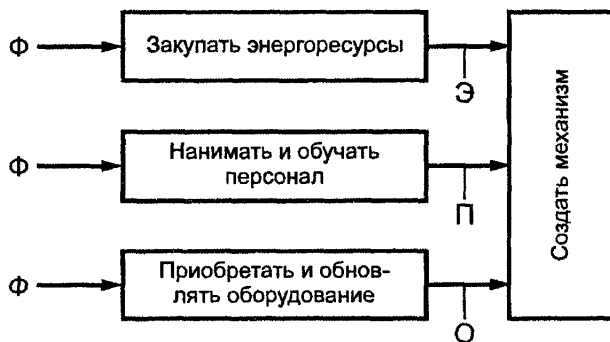 Ф
Закупать энергоресурсы
Э
Ф
Нанимать и обучать
персонал
П
Ф
Приобретать и обнов-
лять оборудование
О
Создать механизм